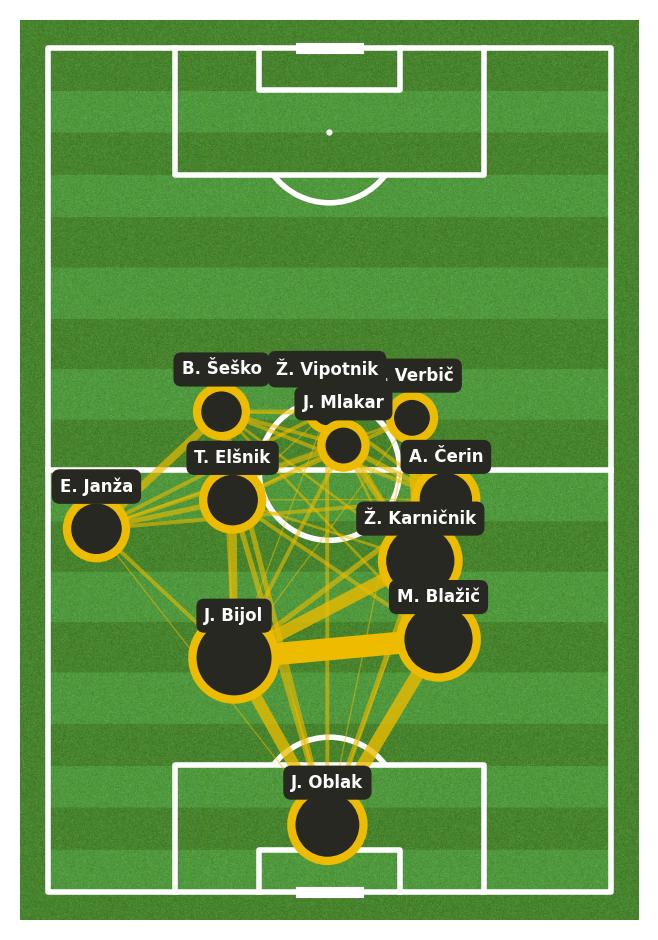 B. Šeško
Ž. Vipotnik
. Verbič
J. Mlakar
T. Elšnik
A. Čerin
E. Janža
Ž. Karničnik
M. Blažič
J. Bijol
J. Oblak